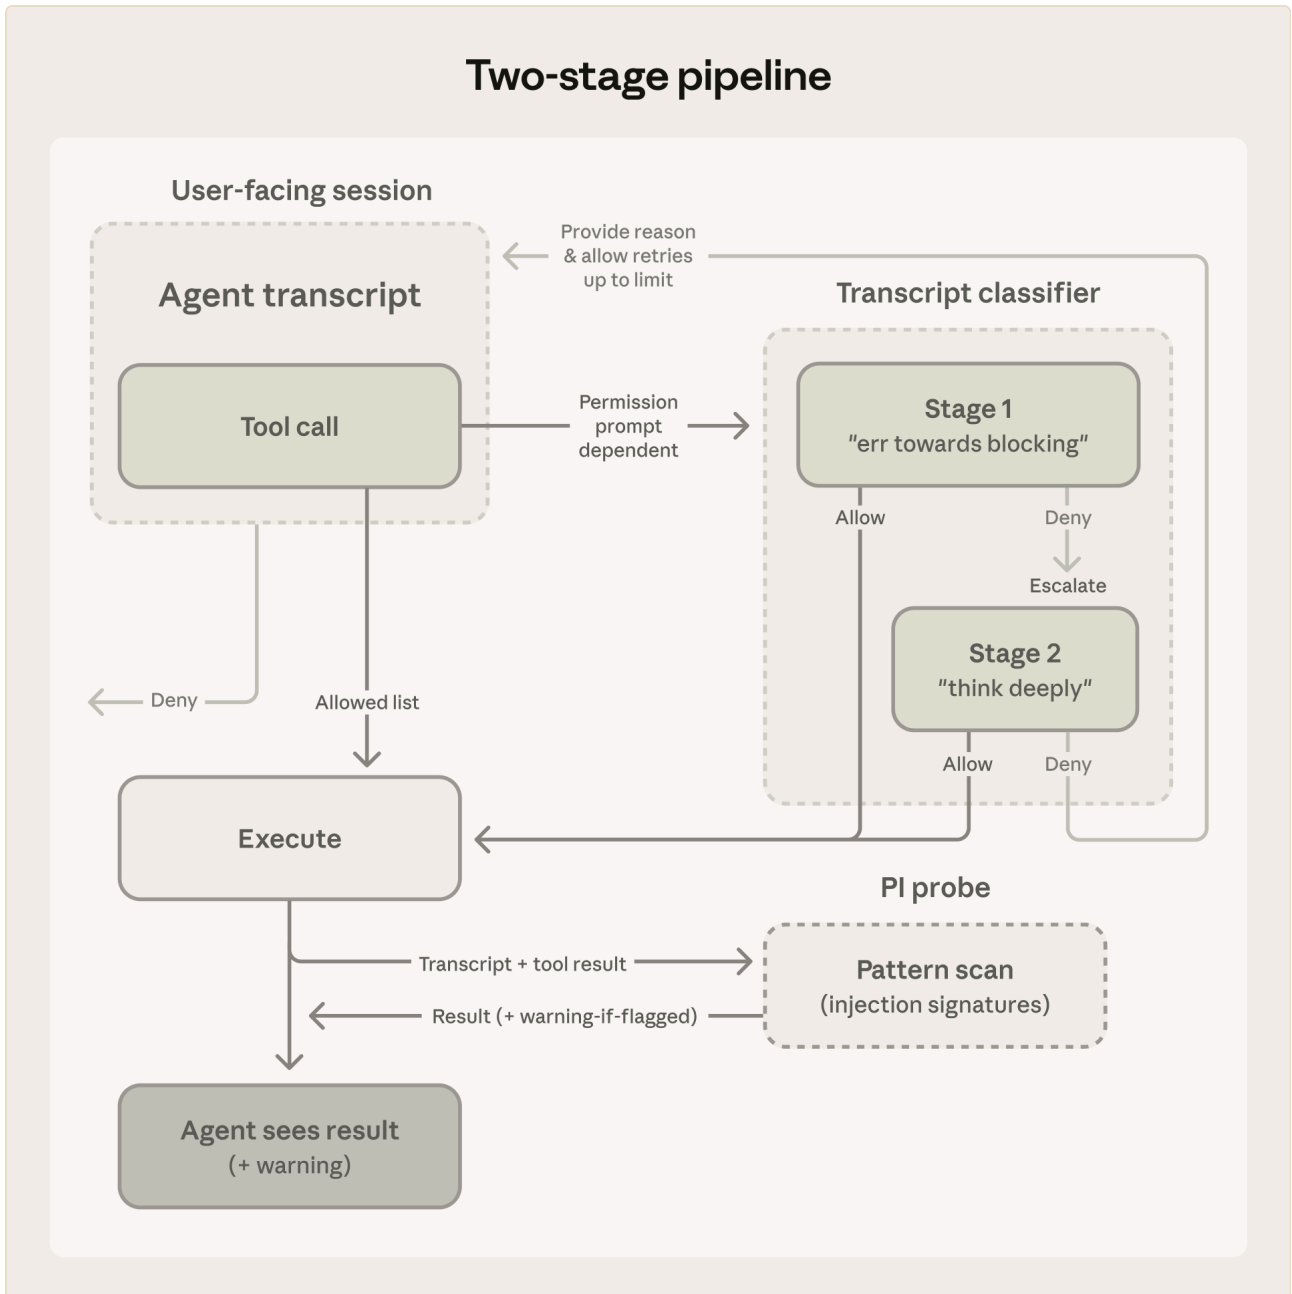 Two-stage pipeline
User-facing session
Agent transcript
Tool call
Provide reason
& allow retries
up to limit
Permission
prompt
dependent
Transcript classifier
Stage 1
"err towards blocking"
Allow
Deny
Escalate
Stage 2
"think deeply"
Allow
Deny
Deny
Allowed list
Execute
Transcript + tool result
Result (+ warning-if-flagged)
PI probe
Pattern scan
(injection signatures)
Agent sees result
(+ warning)